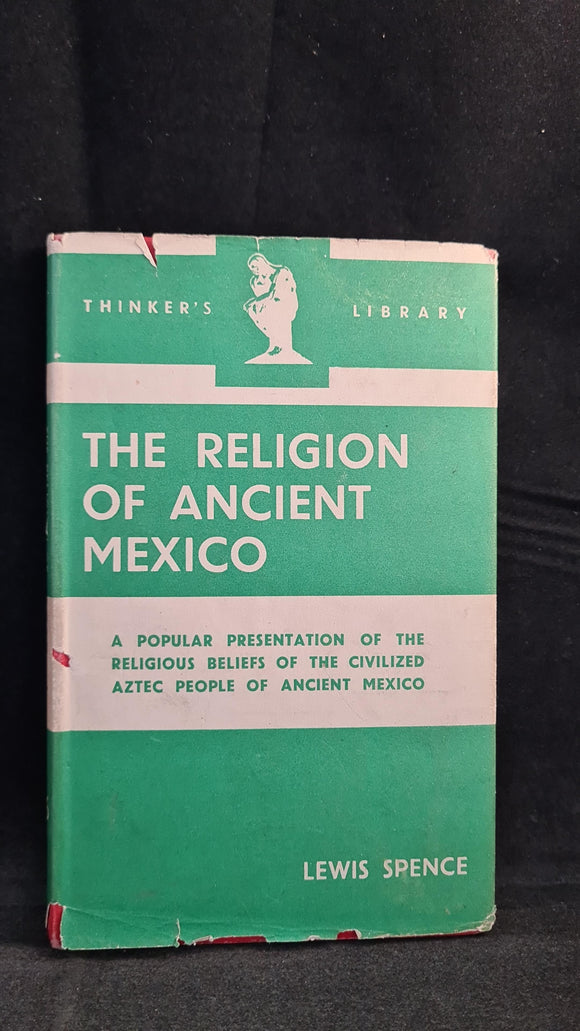 THINKER'S LIBRARY
THE RELIGION
OF ANCIENT
MEXICO
A POPULAR PRESENTATION OF THE
RELIGIOUS BELIEFS OF THE CIVILIZED
AZTEC PEOPLE OF ANCIENT MEXICO
LEWIS SPENCE